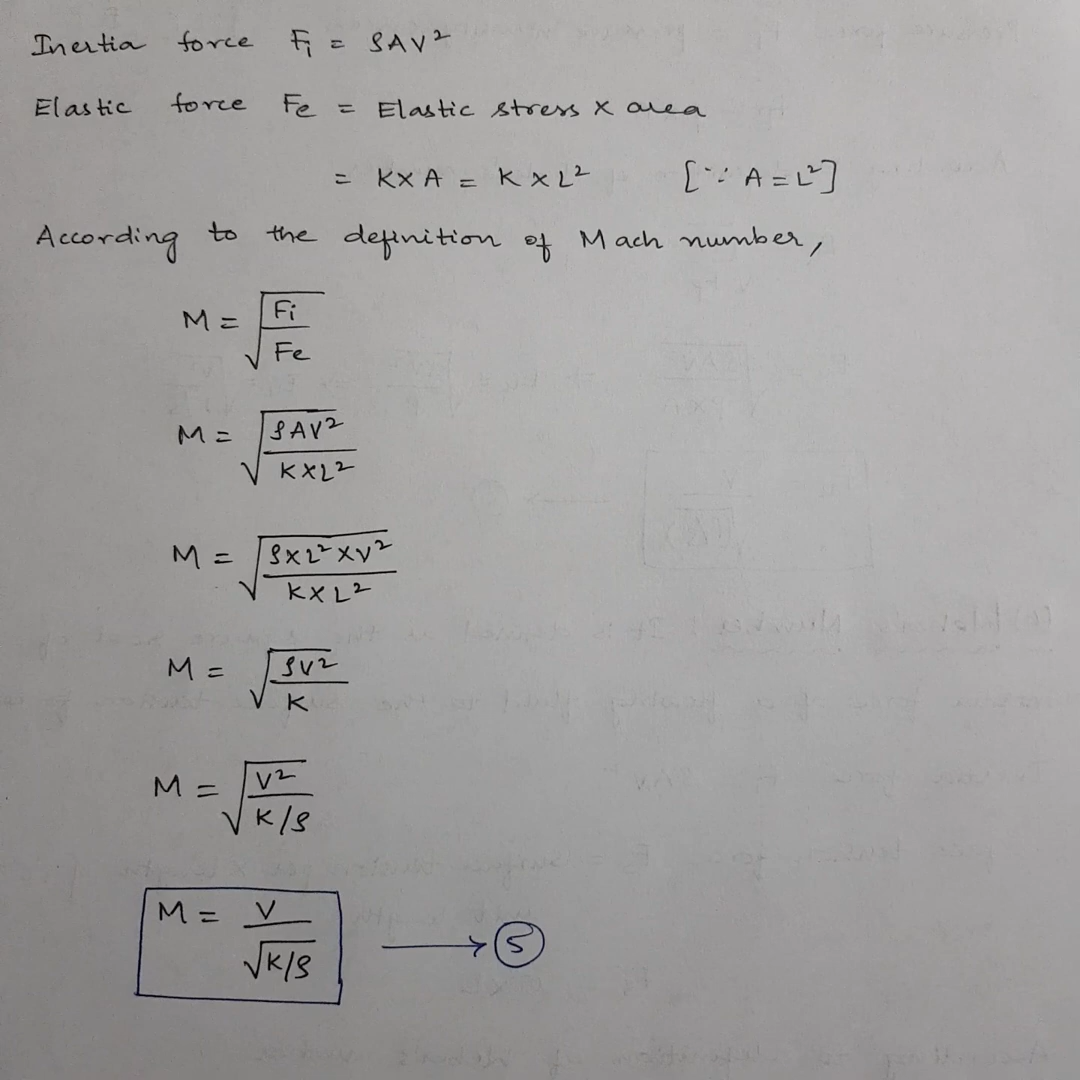 Inertia force Fi = ρAV²
Elastic force Fe = Elastic stress × area
= K×A = K×L² [∵ A = L²]
According to the definition of Mach number,
M = √(Fi/Fe)
M = √(ρAV²/K×L²)
M = √(ρ×L²×V²/K×L²)
M = √(ρV²/K)
M = √(V²/K/ρ)
M = V/√K/ρ → ⑤